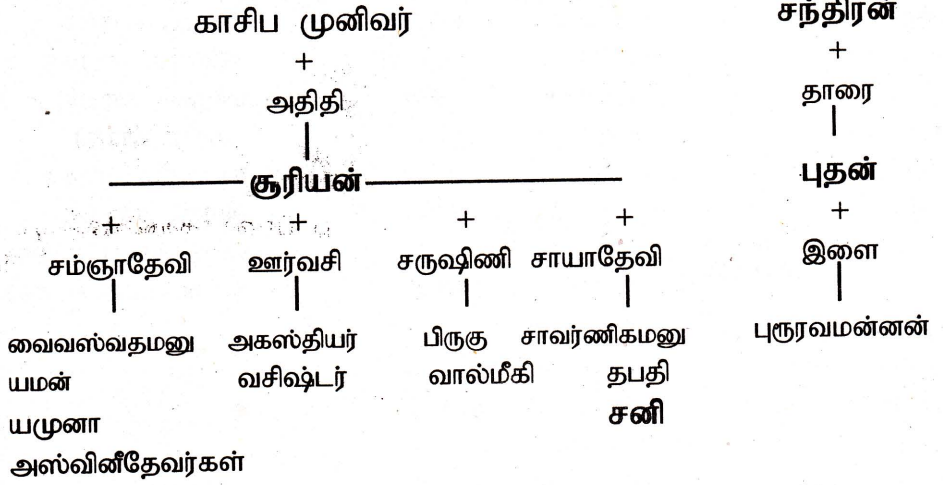 காசிப முனிவர்
+
அதிதி
சூரியன்
+ + + +
சம்ஞாதேவி ஊர்வசி சருஷிணி சாயாதேவி
வைவஸ்வதமனு அகஸ்தியர் பிருகு சாவர்ணிகமனு
யமன் வசிஷ்டர் வால்மீகி தபதி
யமுனா சனி
அஸ்வினீதேவர்கள்
சந்திரன்
+
தாரை
புதன்
+
இளை
புரூரவமன்னன்